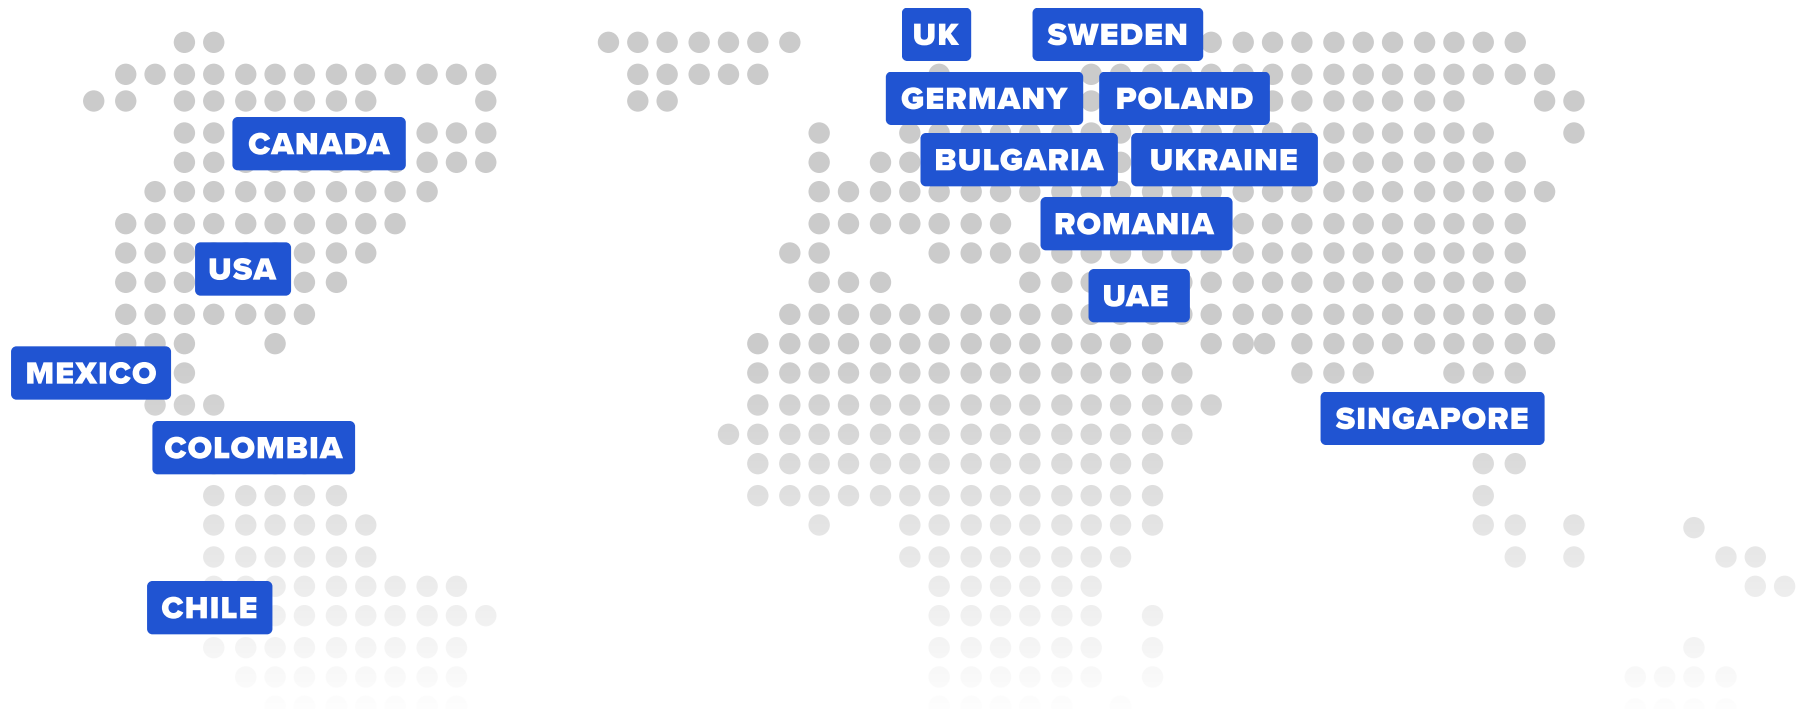 UK
SWEDEN
GERMANY
POLAND
CANADA
BULGARIA
UKRAINE
ROMANIA
USA
UAE
MEXICO
SINGAPORE
COLOMBIA
CHILE